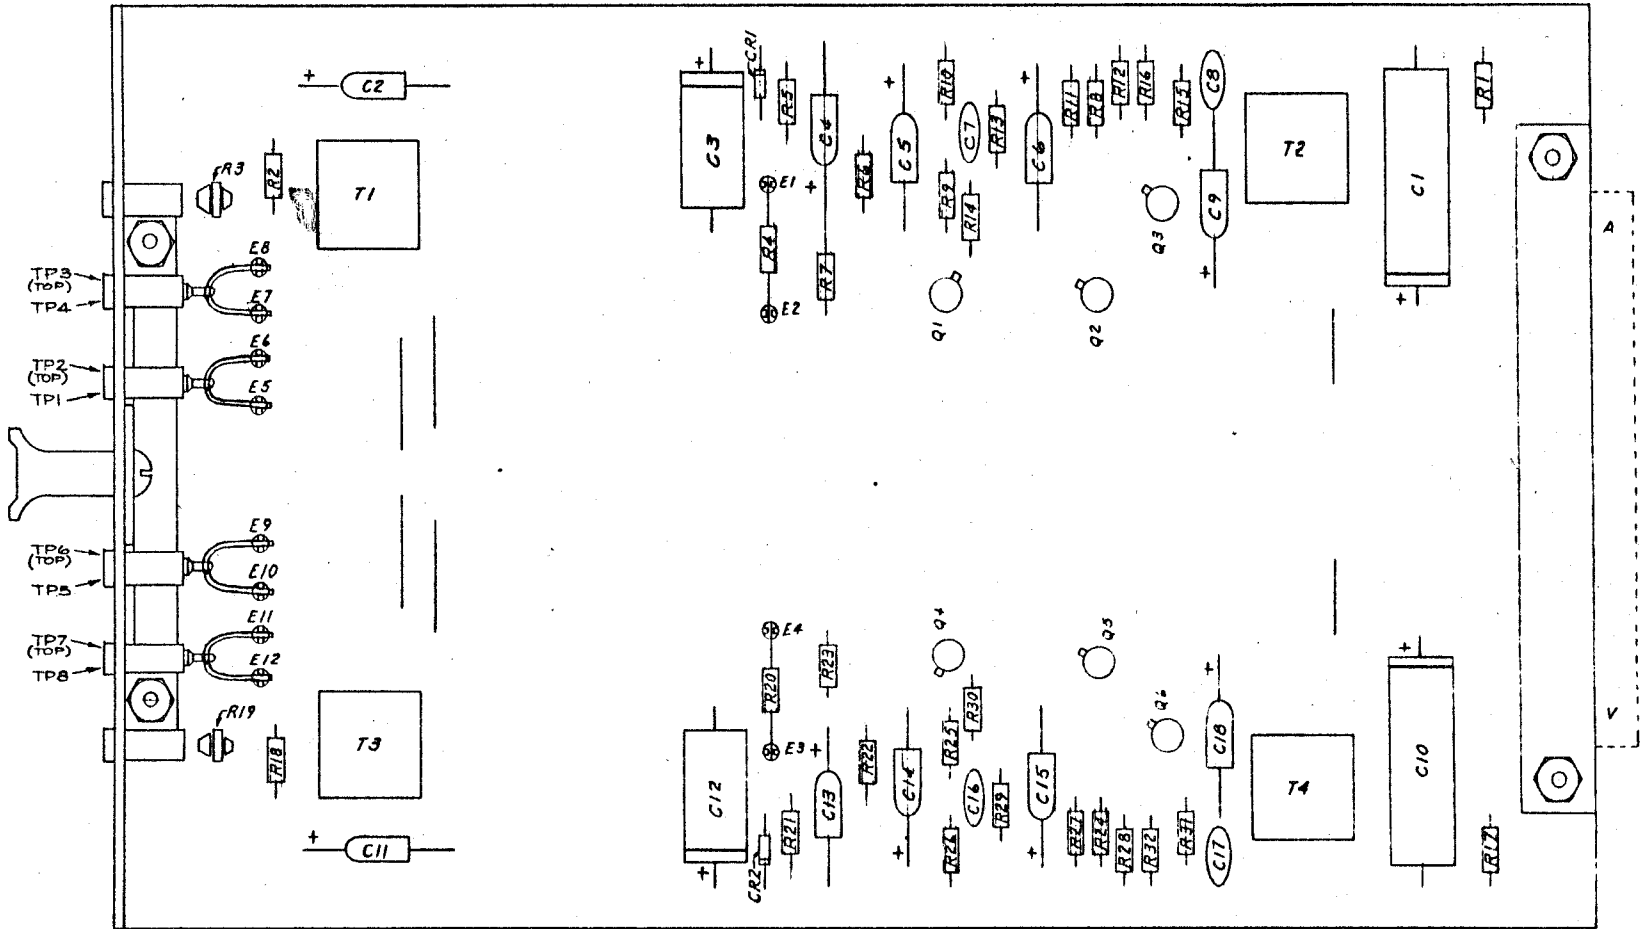 CR1
+
C2
+
C3
R5
C4
+
+
C5
R10
C7
R13
+
C6
R11
R8
R12
R16
R15
C8
T2
C1
+
R1
R3
R2
T1
E1
R6
R9
R14
Q3
C9
+
A
R4
R7
E2
Q1
Q2
TP3
(TOP)
TP4
E8
E7
TP2
(TOP)
TP1
E6
E5
TP6
(TOP)
TP5
E9
E10
TP7
(TOP)
TP8
E11
E12
E4
R20
R23
E3
Q4
Q5
Q6
R30
R25
+
C18
+
V
R19
R18
T3
C12
+
+
C13
R22
C14
+
C16
R29
C15
+
T4
C10
+
C11
CR2
R21
R26
R27
R24
R28
R32
R31
C17
R17